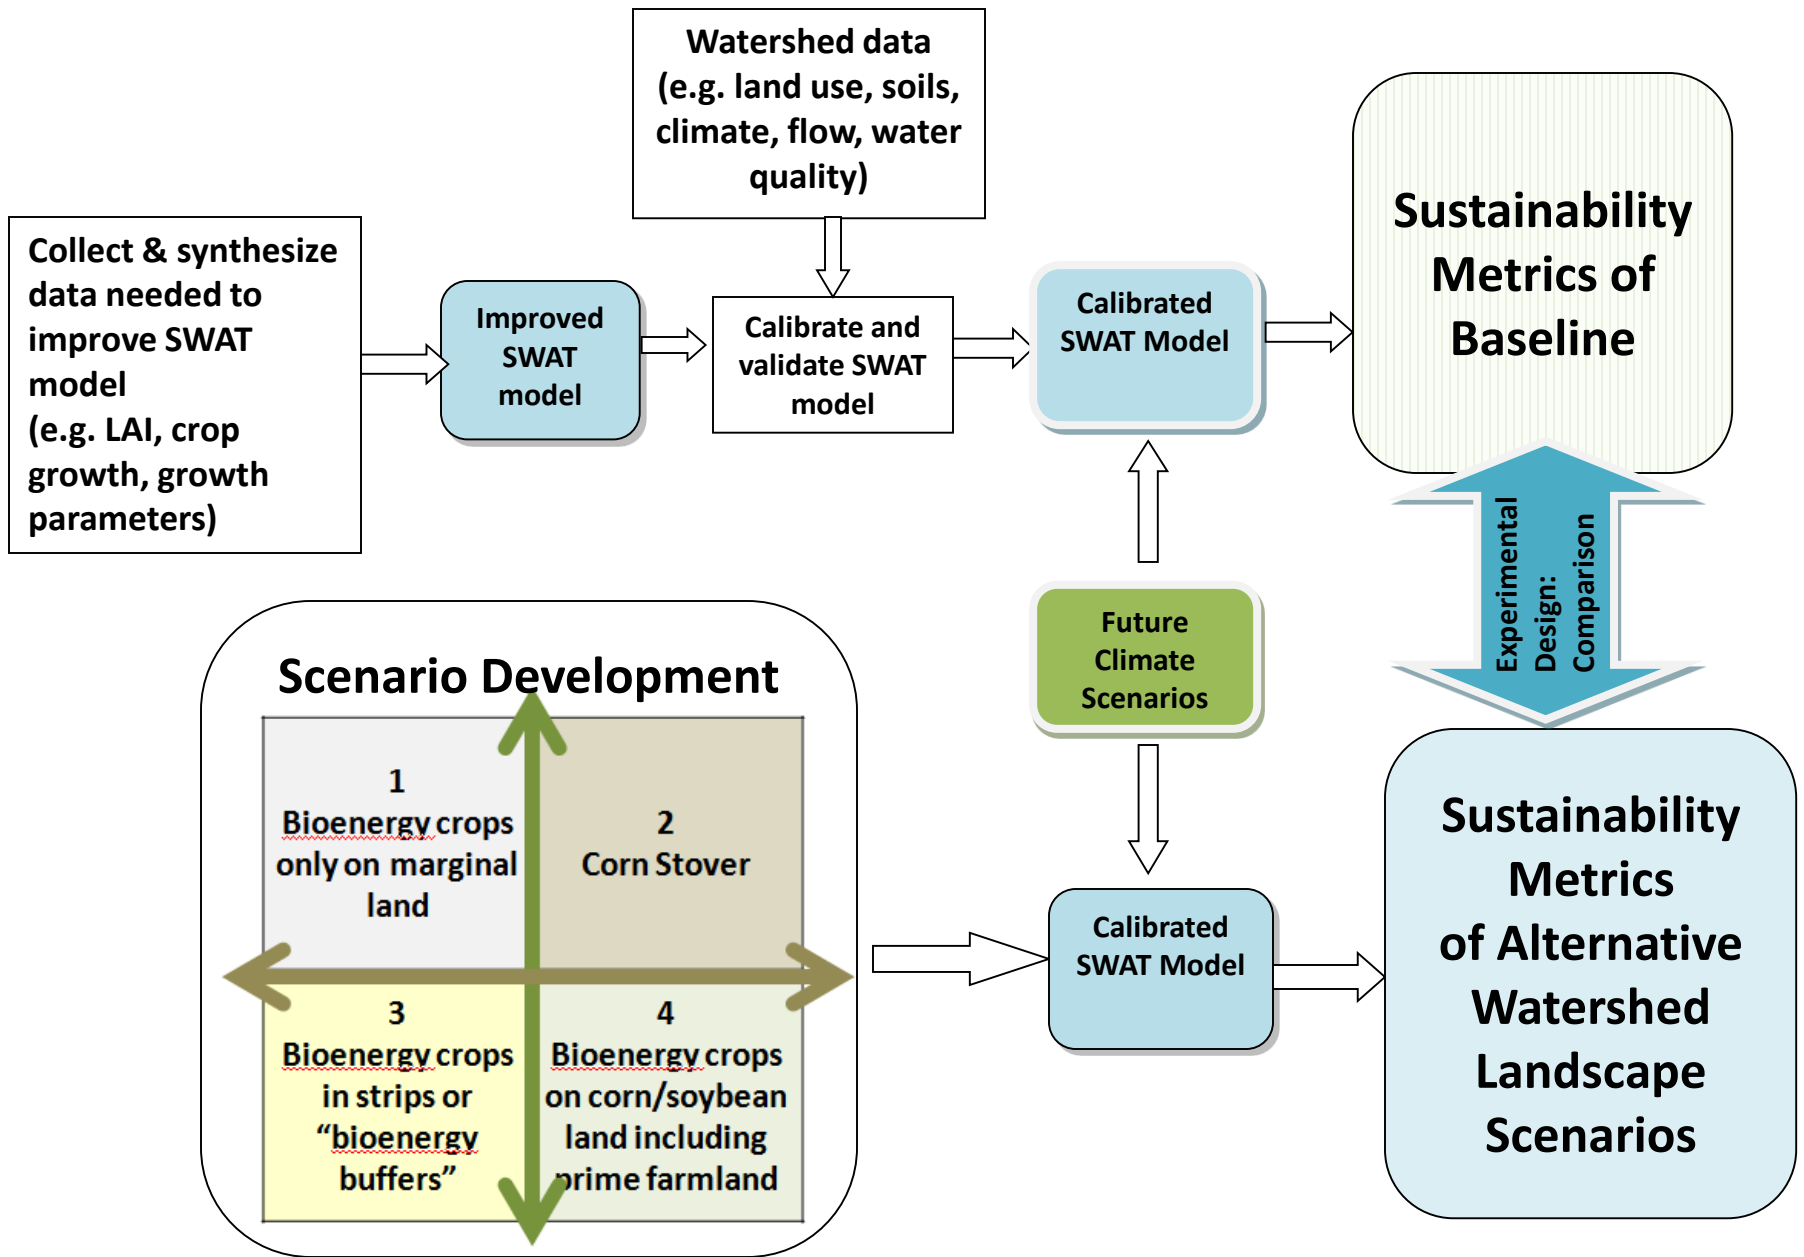 Watershed data
(e.g. land use, soils,
climate, flow, water
quality)
Collect & synthesize
data needed to
improve SWAT
model
(e.g. LAI, crop
growth, growth
parameters)
Improved
SWAT
model
Calibrate and
validate SWAT
model
Calibrated
SWAT Model
Sustainability
Metrics of
Baseline
Experimental
Design:
Comparison
Future
Climate
Scenarios
Scenario Development
1
Bioenergy crops
only on marginal
land
2
Corn Stover
3
Bioenergy crops
in strips or
“bioenergy
buffers”
4
Bioenergy crops
on corn/soybean
land including
prime farmland
Calibrated
SWAT Model
Sustainability
Metrics
of Alternative
Watershed
Landscape
Scenarios